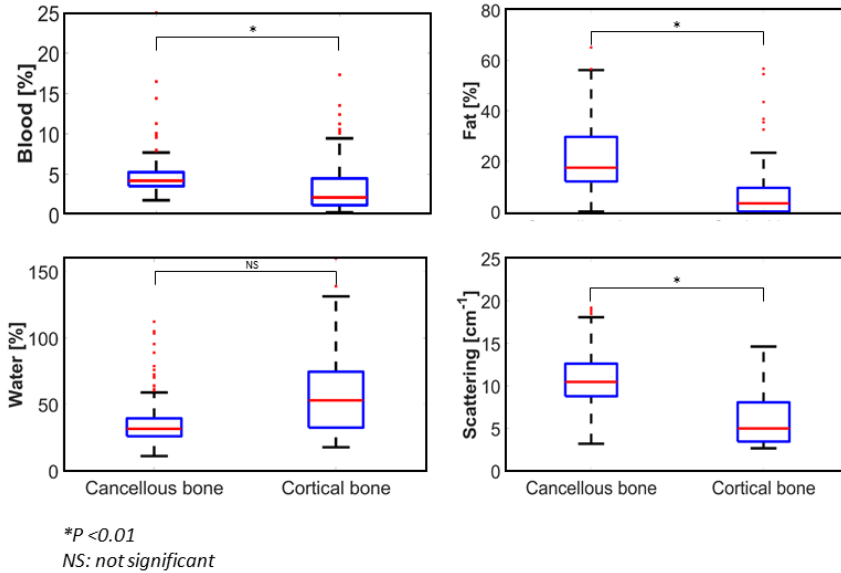 Blood [%]
25
20
15
10
5
0
*
Fat [%]
80
60
40
20
0
*
Water [%]
150
100
50
0
NS
Cancellous bone
Cortical bone
Scattering [cm⁻¹]
25
20
15
10
5
0
*
Cancellous bone
Cortical bone
*P <0.01
NS: not significant